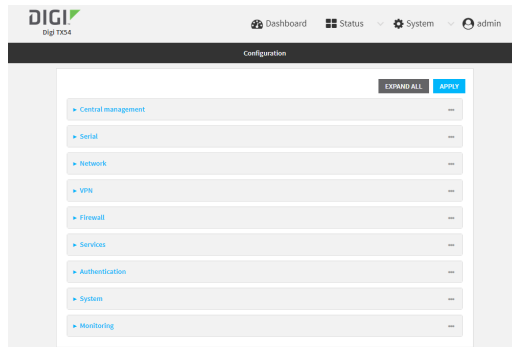 DIGI
Digi TX54
Dashboard Status System admin
Configuration
EXPAND ALL APPLY
Central management
Serial
Network
VPN
Firewall
Services
Authentication
System
Monitoring